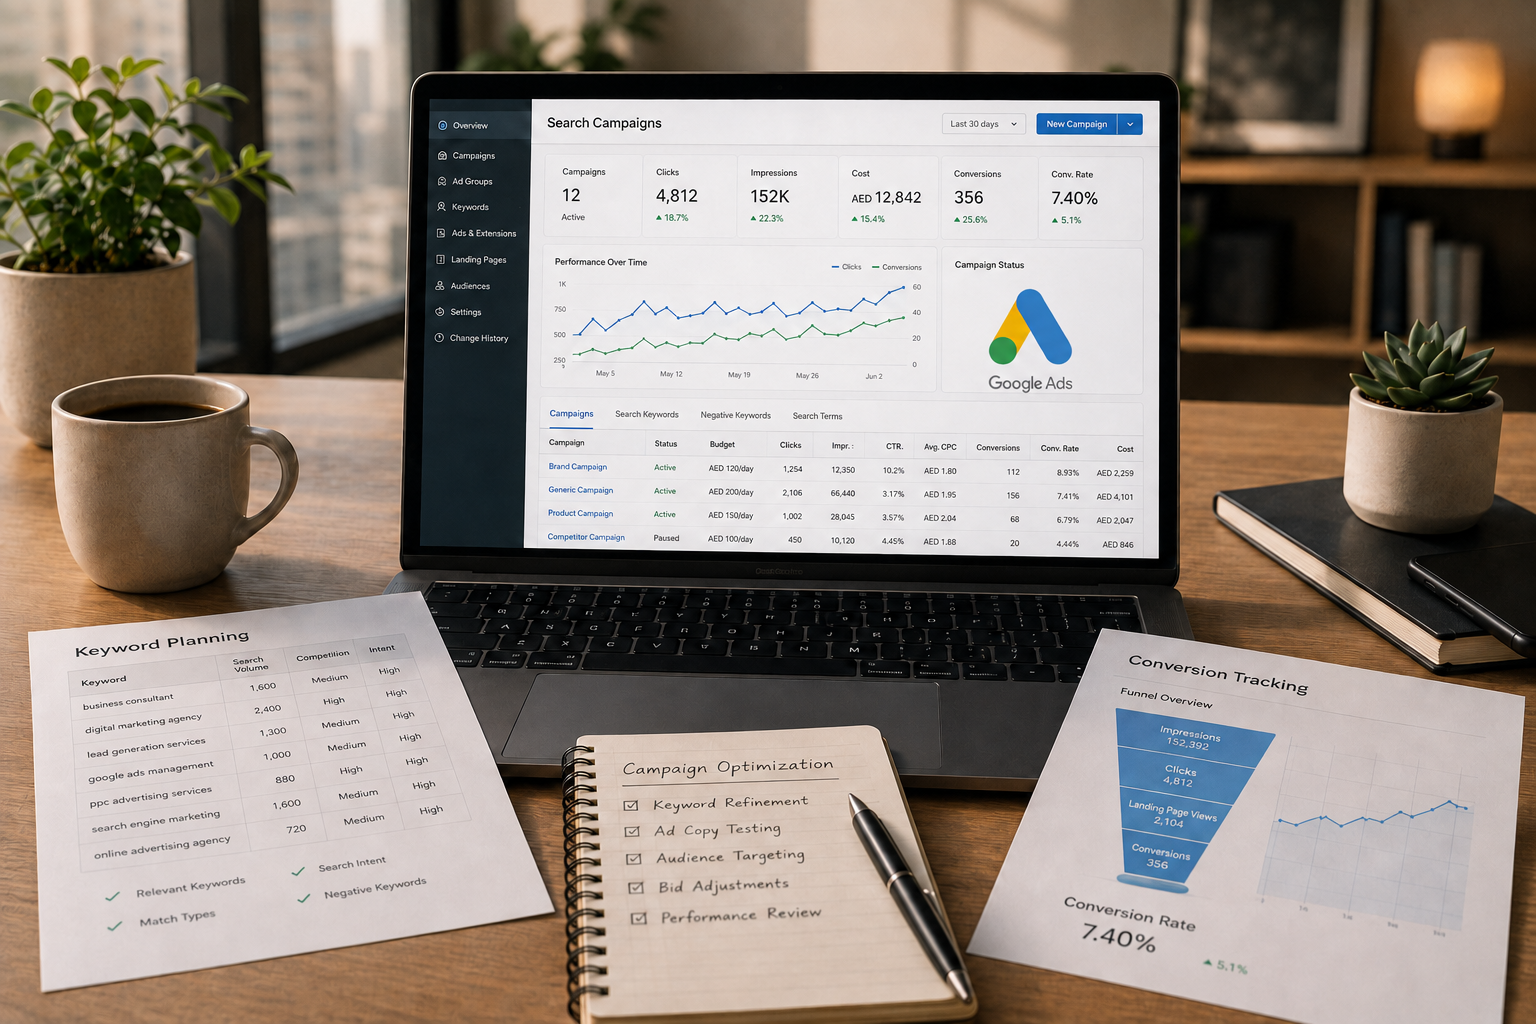 Overview
Campaigns
Ad Groups
Keywords
Ads & Extensions
Landing Pages
Audiences
Settings
Change History
Search Campaigns
Last 30 days
New Campaign
Campaigns
12
Active
Clicks
4,812
▲ 18.7%
Impressions
152K
▲ 22.3%
Cost
AED 12,842
▲ 15.4%
Conversions
356
▲ 25.6%
Conv. Rate
7.40%
▲ 5.1%
Performance Over Time
Clicks
Conversions
1K
750
500
250
60
40
20
0
May 5 May 12 May 19 May 26 Jun 2
Campaign Status
Google Ads
Campaigns Search Keywords Negative Keywords Search Terms
Campaign Status Budget Clicks Impr. : CTR. Avg. CPC Conversions Conv. Rate Cost
Brand Campaign Active AED 120/day 1,254 12,350 10.2% AED 1.80 112 8.93% AED 2,259
Generic Campaign Active AED 200/day 2,106 66,440 3.17% AED 1.95 156 7.41% AED 4,101
Product Campaign Active AED 150/day 1,002 28,045 3.57% AED 2.04 68 6.79% AED 2,047
Competitor Campaign Paused AED 100/day 450 10,120 4.45% AED 1.88 20 4.44% AED 846
Keyword Planning
Keyword Search Volume Competition Intent
business consultant 1,600 Medium High
digital marketing agency 2,400 High High
lead generation services 1,300 Medium High
google ads management 1,000 Medium High
ppc advertising services 880 High High
search engine marketing 1,600 Medium High
online advertising agency 720 Medium High
✓ Relevant Keywords
✓ Search Intent
✓ Match Types
✓ Negative Keywords
Campaign Optimization
☑ Keyword Refinement
☑ Ad Copy Testing
☑ Audience Targeting
☑ Bid Adjustments
☑ Performance Review
Conversion Tracking
Funnel Overview
Impressions
152,392
Clicks
4,812
Landing Page Views
2,104
Conversions
356
Conversion Rate
7.40%
▲ 5.1%